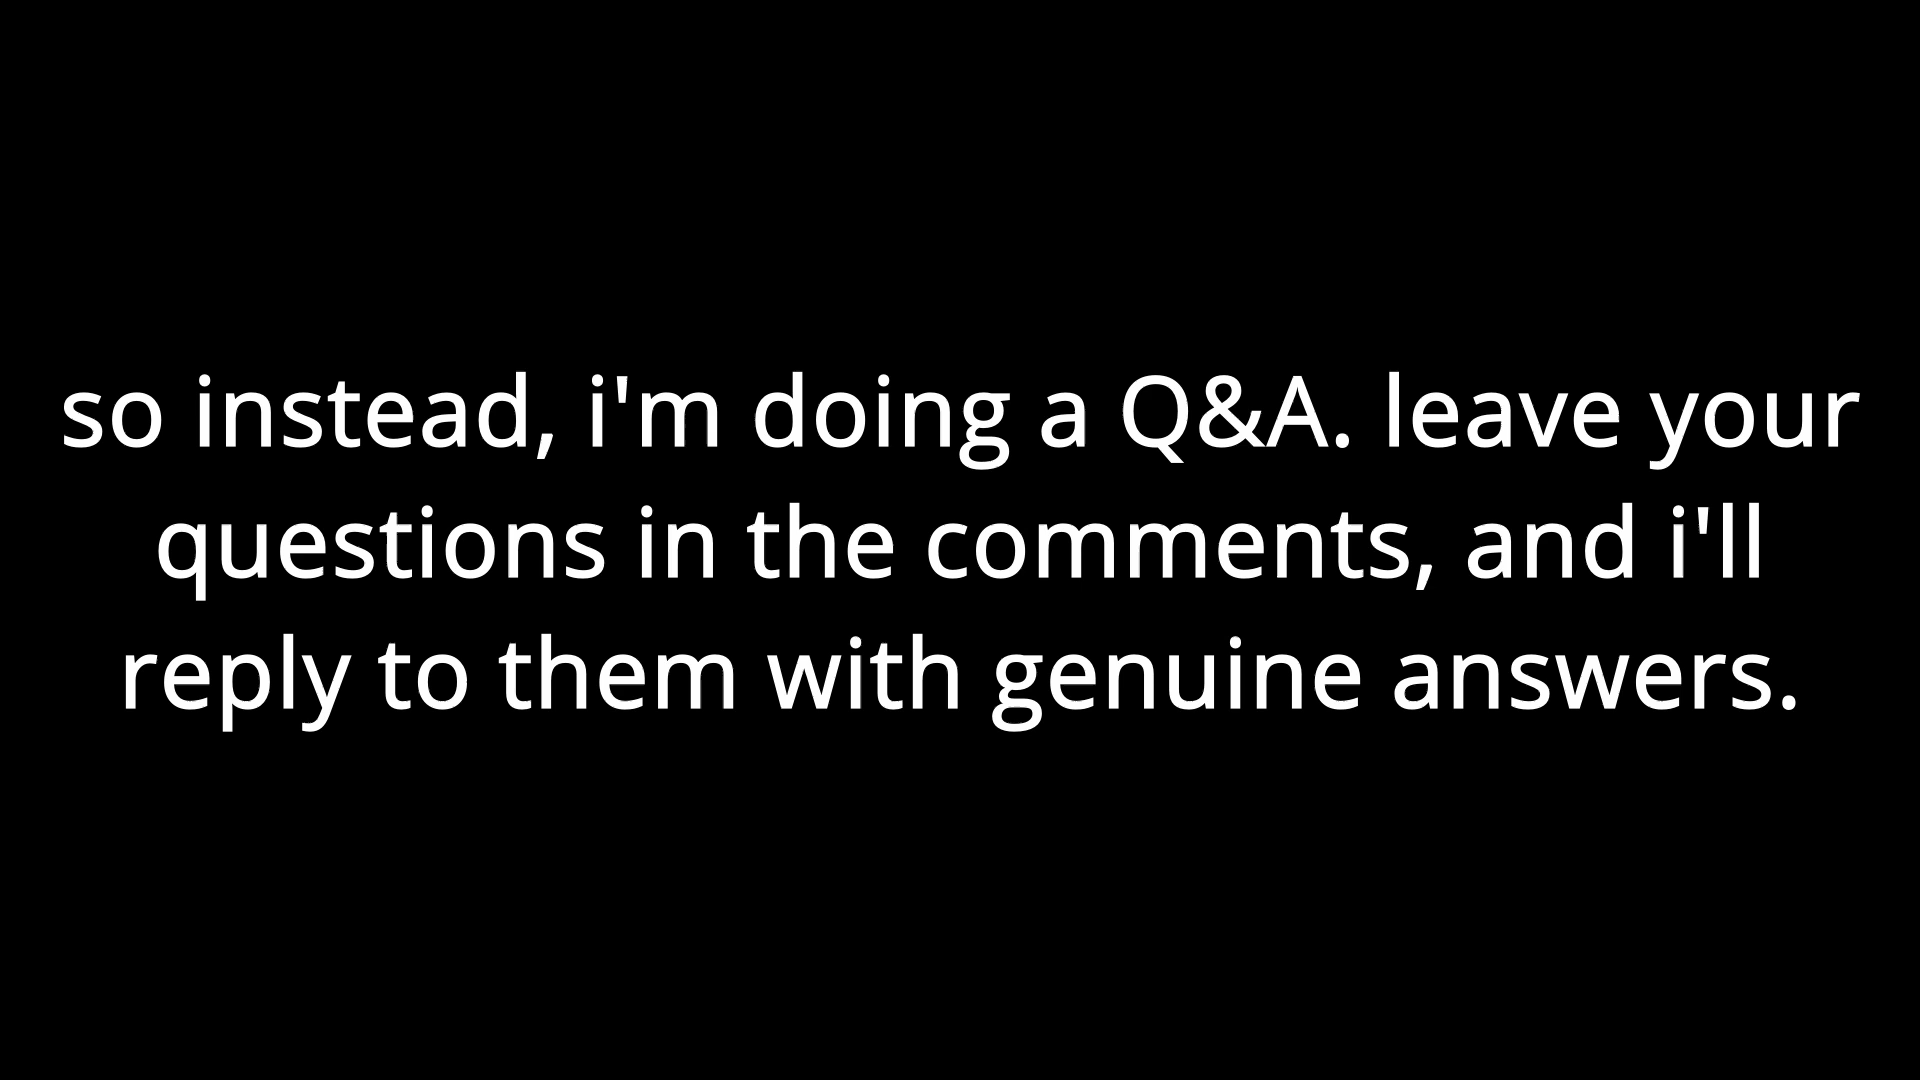 so instead, i'm doing a Q&A. leave your
questions in the comments, and i'll
reply to them with genuine answers.